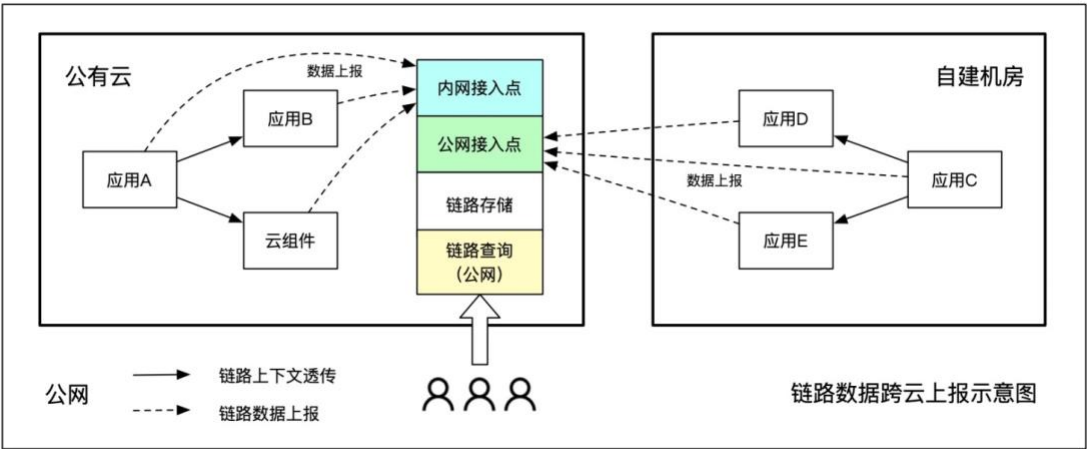 公有云
数据上报
内网接入点
应用B
公网接入点
应用A
链路存储
云组件
链路查询
（公网）
自建机房
应用D
数据上报
应用C
应用E
公网
链路上下文透传
链路数据上报
链路数据跨云上报示意图